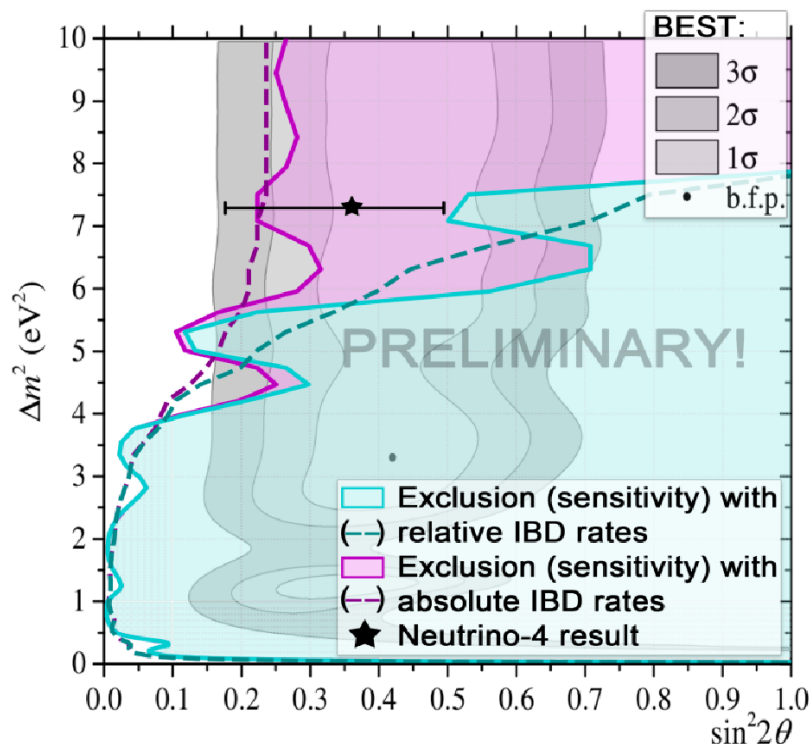 BEST:
3σ
2σ
1σ
b.f.p.
10
9
8
7
6
5
4
3
2
1
0
Δm² (eV²)
PRELIMINARY!
Exclusion (sensitivity) with
(--) relative IBD rates
Exclusion (sensitivity) with
(--) absolute IBD rates
Neutrino-4 result
0.0 0.1 0.2 0.3 0.4 0.5 0.6 0.7 0.8 0.9 1.0
sin²2θ